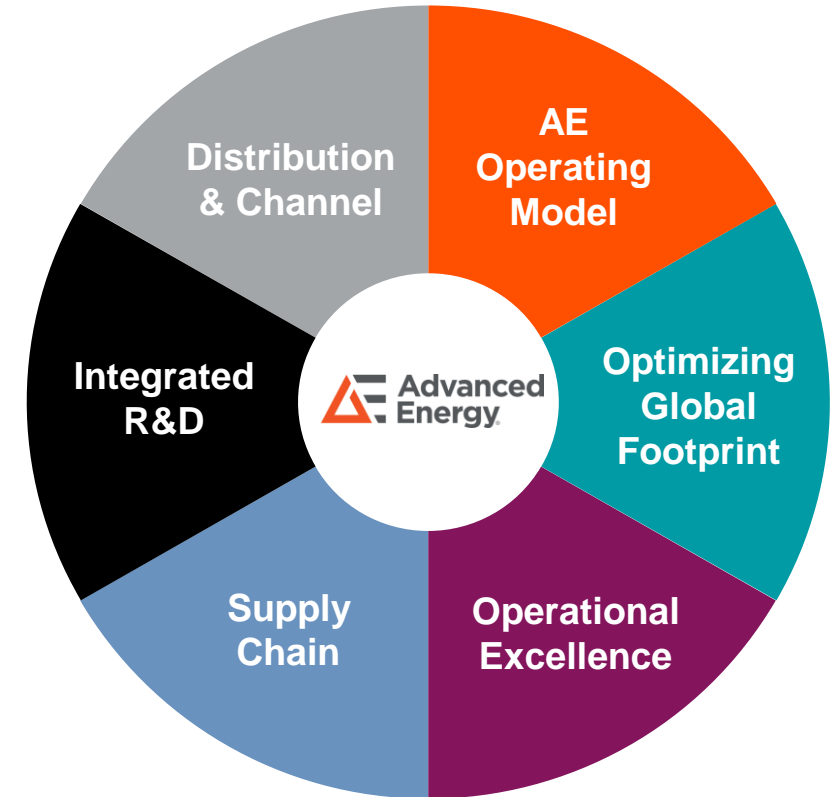 AE
Operating
Model
Optimizing
Global
Footprint
Operational
Excellence
Supply
Chain
Integrated
R&D
Distribution
& Channel
Advanced
Energy®